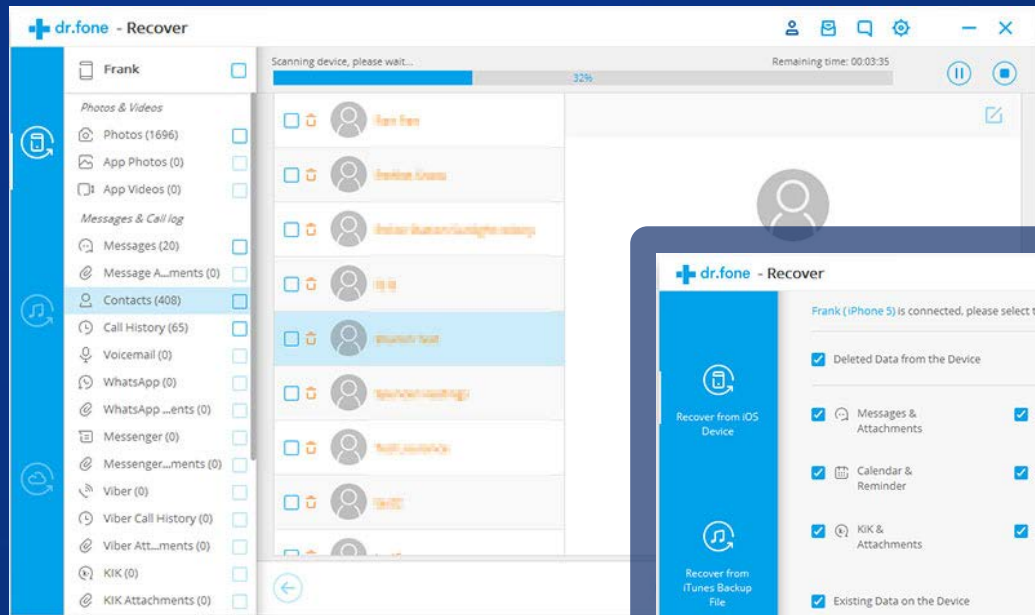 dr.fone - Recover
Frank
Scanning device, please wait...
32%
Remaining time: 00:03:35
Photos & Videos
Photos (1696)
App Photos (0)
App Videos (0)
Messages & Call log
Messages (20)
Message A...ments (0)
Contacts (408)
Call History (65)
Voicemail (0)
WhatsApp (0)
WhatsApp ...ents (0)
Messenger (0)
Messenger...ments (0)
Viber (0)
Viber Call History (0)
Viber Att...ments (0)
KIK (0)
KIK Attachments (0)
dr.fone - Recover
Recover from iOS
Device
Recover from
iTunes Backup
File
Frank (iPhone 5) is connected, please select t
Deleted Data from the Device
Messages &
Attachments
Calendar &
Reminder
KiK &
Attachments
Existing Data on the Device